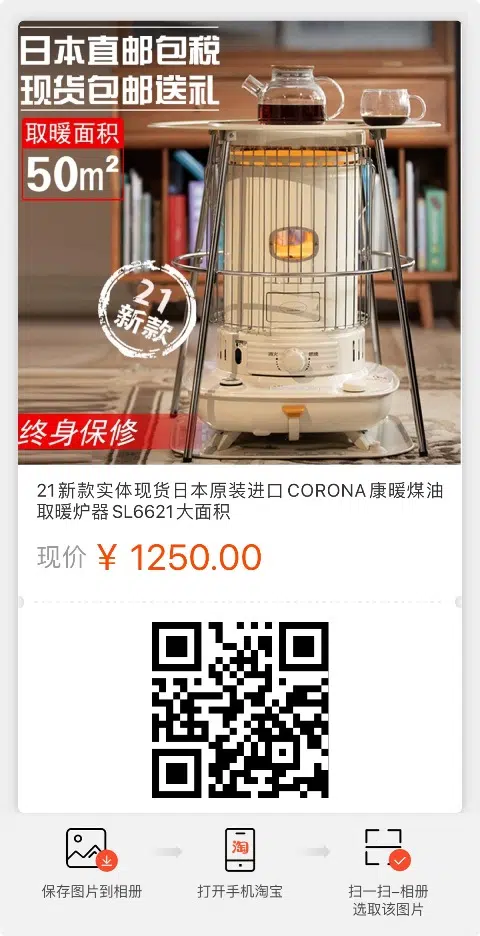 日本直邮包税
现货包邮送礼
取暖面积
50m²
21
新款
终身保修
21新款实体现货日本原装进口CORONA康暖煤油
取暖炉器SL6621大面积
现价 ¥ 1250.00
淘
保存图片到相册
打开手机淘宝
扫一扫-相册
选取该图片